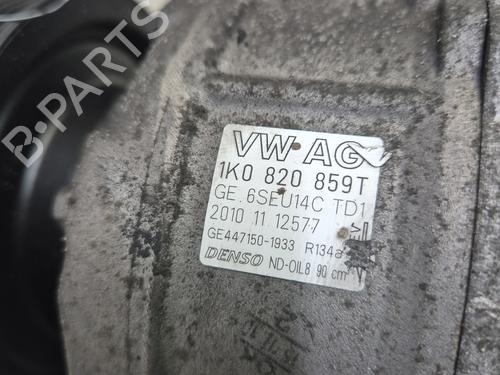 B-PARTS
VW AG
1K0 820 859T
GE. 6SEU14C TD1
2010 11 12577
GE447150-1933 R134a
DENSO ND-OIL8 90 cm³